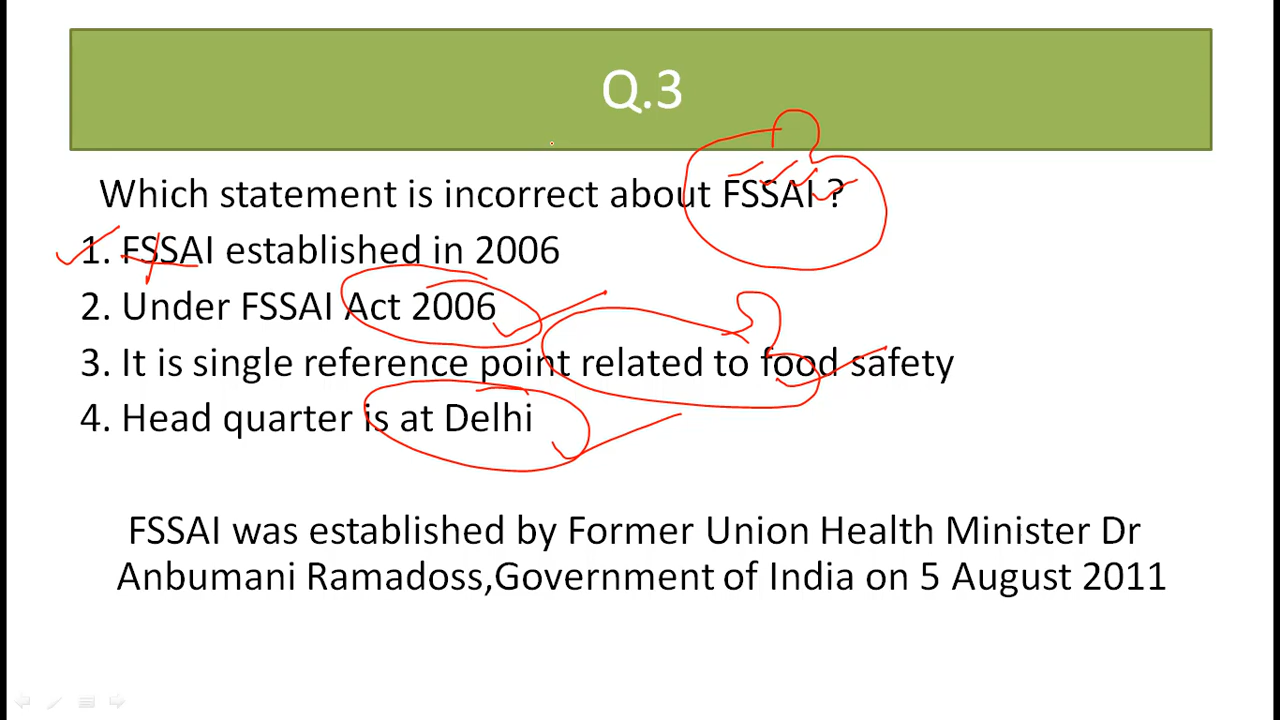 Q.3
Which statement is incorrect about FSSAI ?
1. FSSAI established in 2006
2. Under FSSAI Act 2006
3. It is single reference point related to food safety
4. Head quarter is at Delhi
FSSAI was established by Former Union Health Minister Dr
Anbumani Ramadoss,Government of India on 5 August 2011